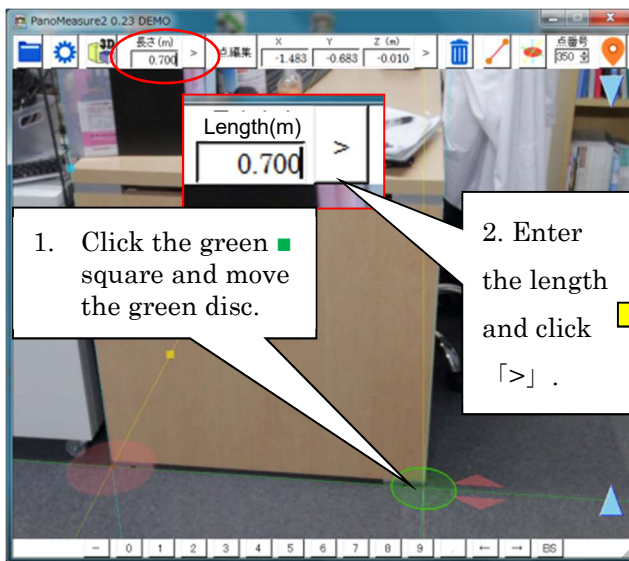 PanoMeasure2 0.23 DEMO
3D
長さ (m)
0.700
>
点編集
X
-1.483
Y
-0.683
Z (m)
-0.010
>
点番号
350
Length(m)
0.700
>
1. Click the green ■
square and move
the green disc.
2. Enter
the length
and click
「>」 .
- 0 1 2 3 4 5 6 7 8 9 . ← → BS